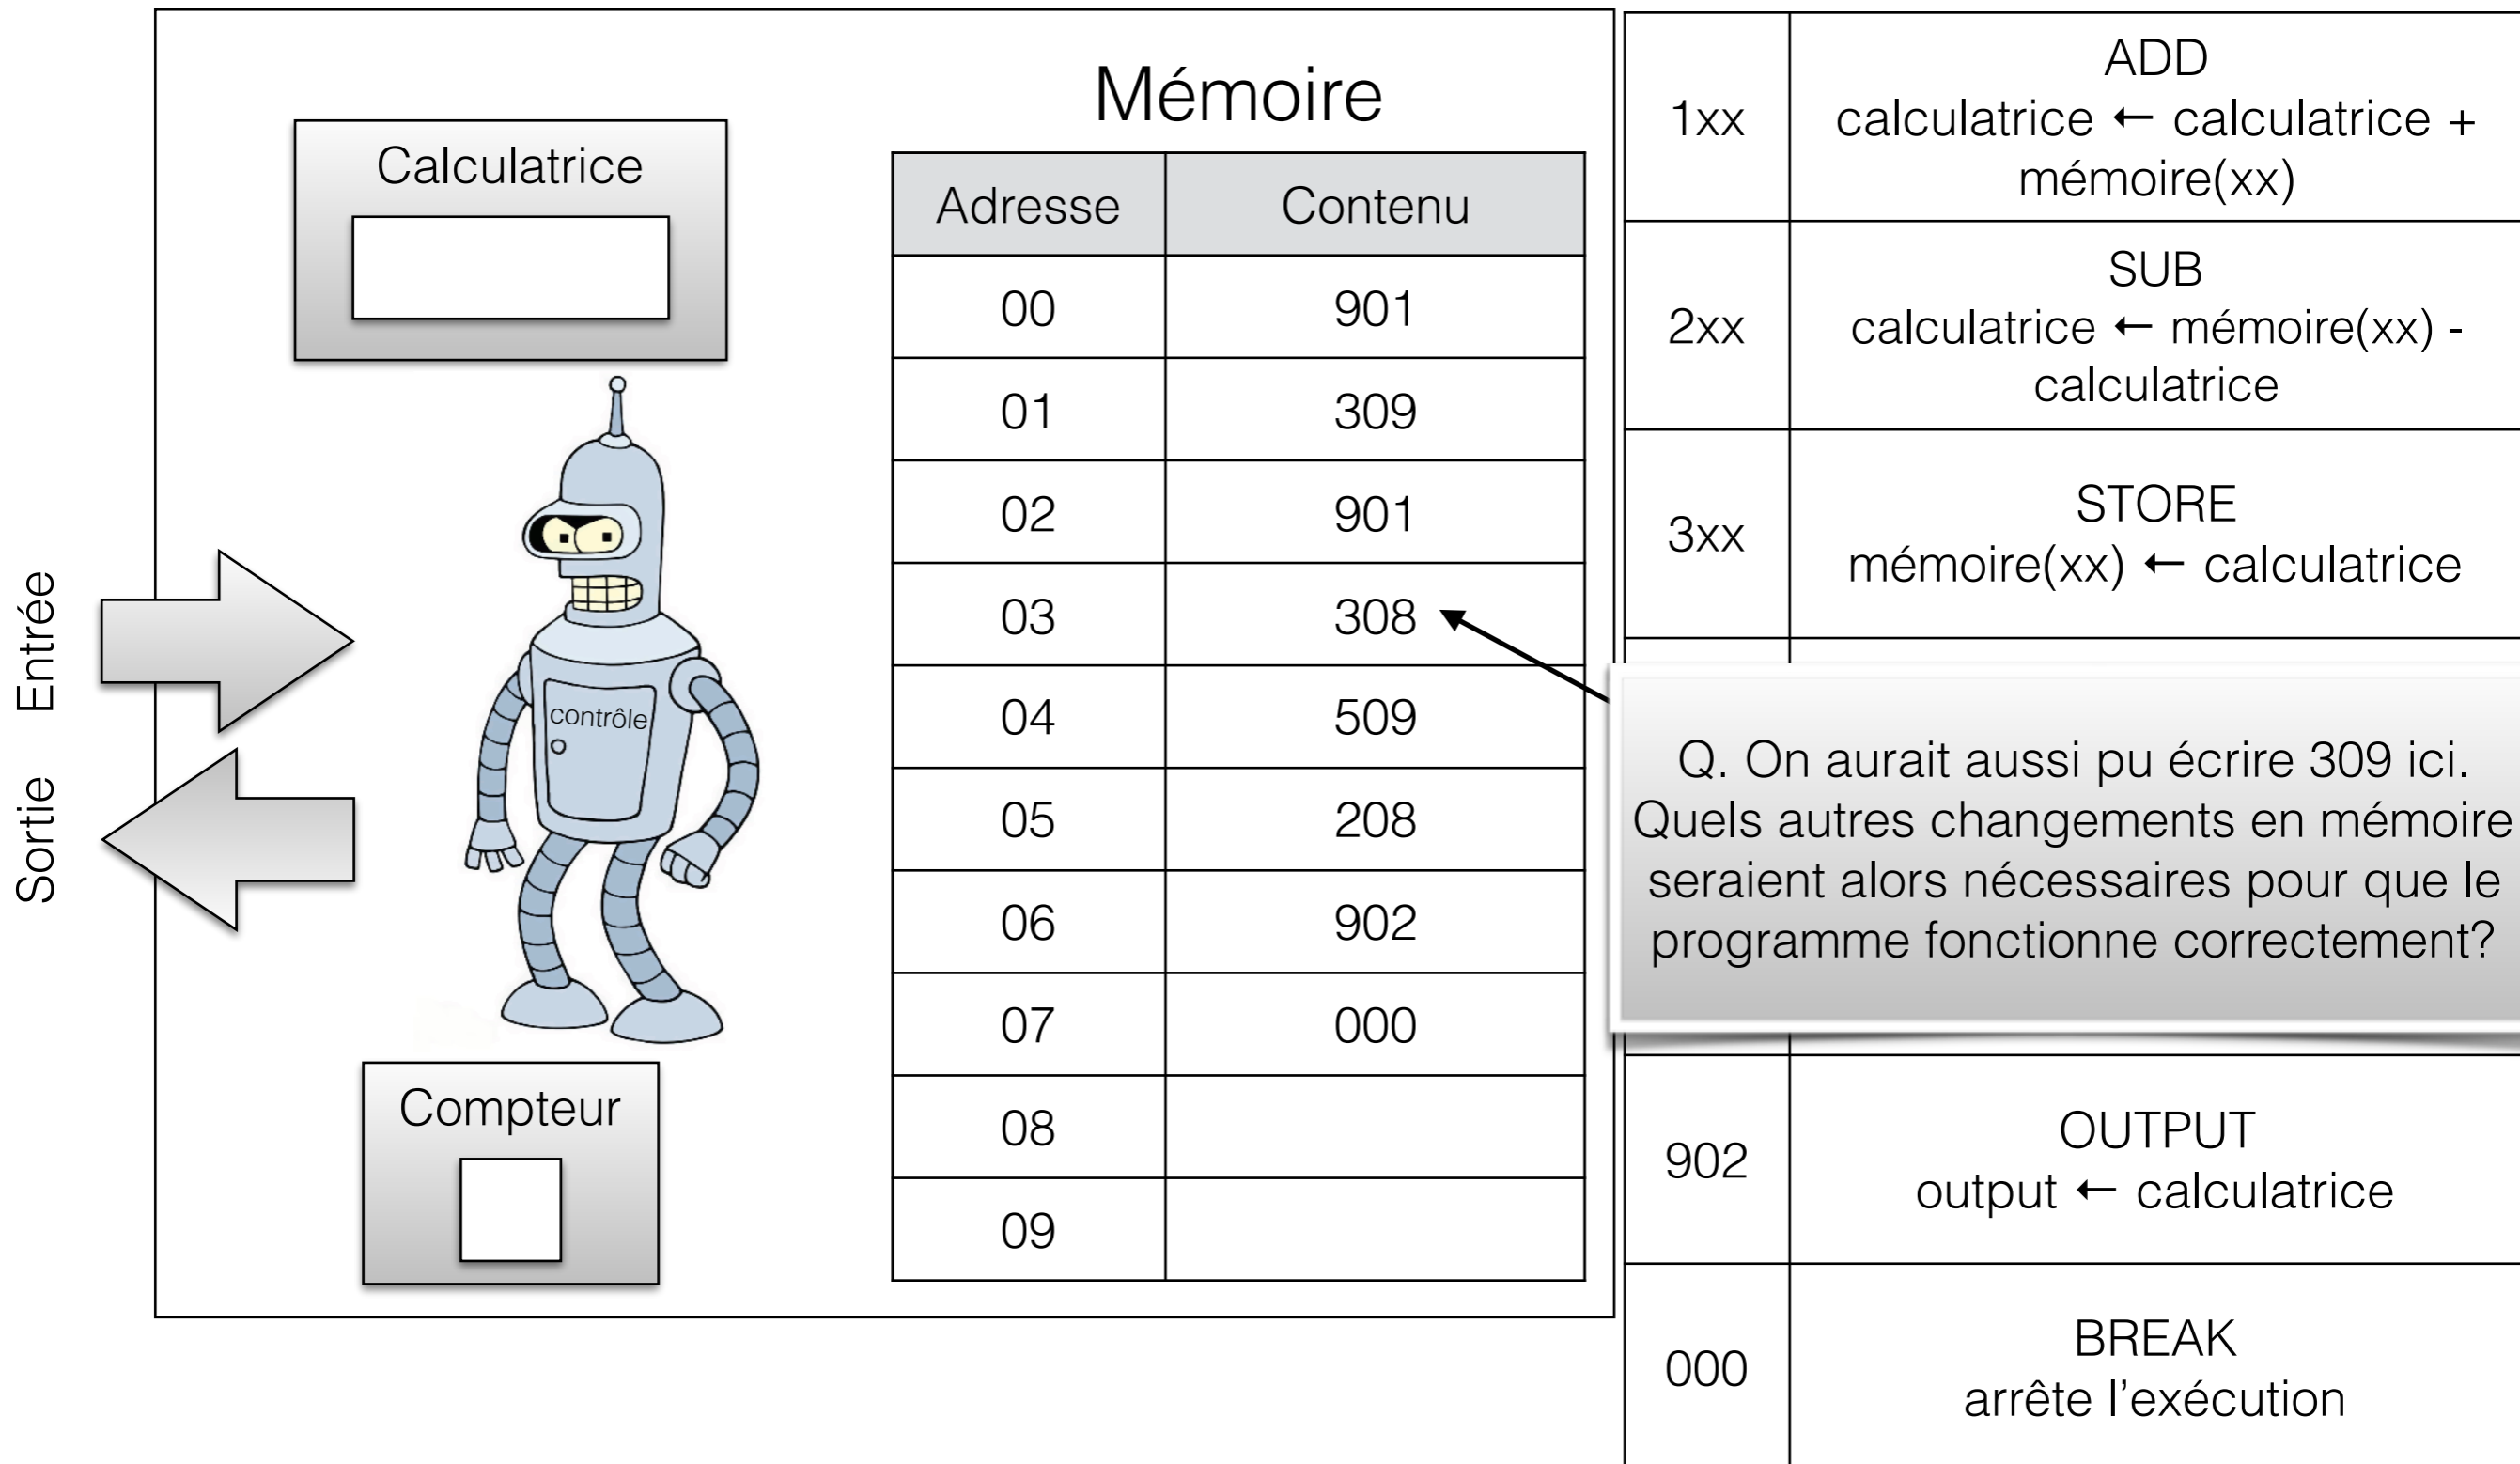 Mémoire
Calculatrice
Adresse Contenu
00 901
01 309
02 901
03 308
04 509
05 208
06 902
07 000
08
09
Entrée
Sortie
contrôle
Compteur
1xx
ADD
calculatrice ← calculatrice +
mémoire(xx)
2xx
SUB
calculatrice ← mémoire(xx) -
calculatrice
3xx
STORE
mémoire(xx) ← calculatrice
Q. On aurait aussi pu écrire 309 ici.
Quels autres changements en mémoire
seraient alors nécessaires pour que le
programme fonctionne correctement?
902
OUTPUT
output ← calculatrice
000
BREAK
arrête l'exécution